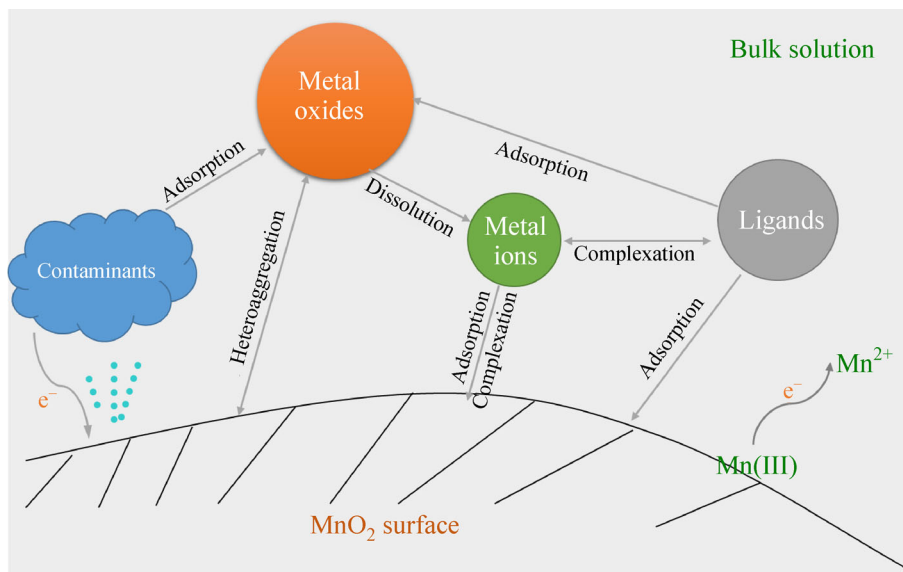 Bulk solution
Metal
oxides
Adsorption
Adsorption
Dissolution
Metal
ions
Ligands
Complexation
Contaminants
Heteroaggregation
Adsorption
Complexation
Adsorption
e⁻
Mn²⁺
e⁻
Mn(III)
MnO₂ surface